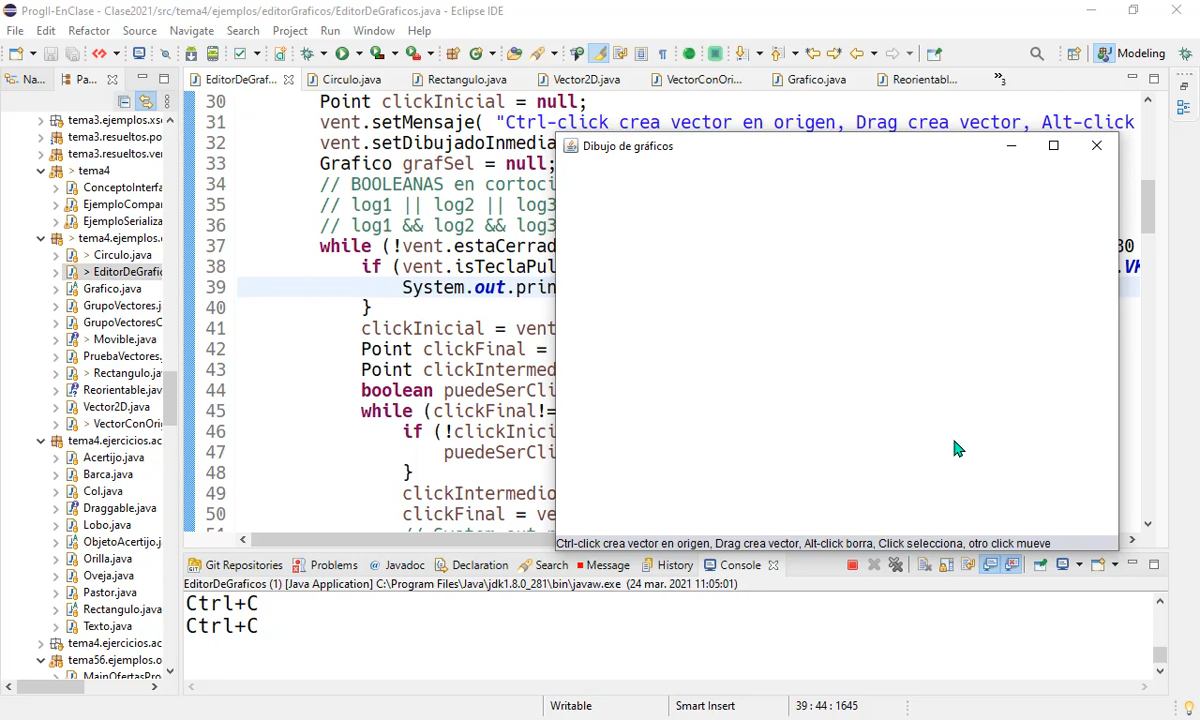 ProgII-EnClase - Clase2021/src/tema4/ejemplos/editorGraficos/EditorDeGraficos.java - Eclipse IDE
File Edit Refactor Source Navigate Search Project Run Window Help
Modeling
Na... Pa...
EditorDeGraf... Circulo.java Rectangulo.java Vector2D.java VectorConOri... Grafico.java Reorientabl... 3
tema3.ejemplos.xs
tema3.resueltos.po
tema3.resueltos.ver
> tema4
ConceptoInterfa
EjemploCompar
EjemploSerializa
> tema4.ejemplos.
> Circulo.java
> EditorDeGrafic
Grafico.java
GrupoVectores.j
GrupoVectoresC
> Movible.java
PruebaVectores.
> Rectangulo.ja
Reorientable.jav
Vector2D.java
> VectorConOri
tema4.ejercicios.ac
Acertijo.java
Barca.java
Col.java
Draggable.java
Lobo.java
ObjetoAcertijo.j
Orilla.java
Oveja.java
Pastor.java
Rectangulo.java
Texto.java
tema4.ejercicios.ac
tema56.ejemplos.o
MainOfertasPro
30 Point clickInicial = null;
31 vent.setMensaje( "Ctrl-click crea vector en origen, Drag crea vector, Alt-click
32 vent.setDibujadoInmedia
33 Grafico grafSel = null;
34 // BOOLEANAS en cortoci
35 // log1 || log2 || log3
36 // log1 && log2 && log3
37 while (!vent.estaCerrad 30
38 if (vent.isTeclaPul .VK
39 System.out.prin
40 }
41 clickInicial = vent
42 Point clickFinal =
43 Point clickIntermed
44 boolean puedeSerCli
45 while (clickFinal!=
46 if (!clickInici
47 puedeSerCli
48 }
49 clickIntermedio
50 clickFinal = ve
Dibujo de gráficos
Ctrl-click crea vector en origen, Drag crea vector, Alt-click borra, Click selecciona, otro click mueve
Git Repositories Problems Javadoc Declaration Search Message History Console
EditorDeGraficos (1) [Java Application] C:\Program Files\Java\jdk1.8.0_281\bin\javaw.exe (24 mar. 2021 11:05:01)
Ctrl+C
Ctrl+C
Writable Smart Insert 39 : 44 : 1645